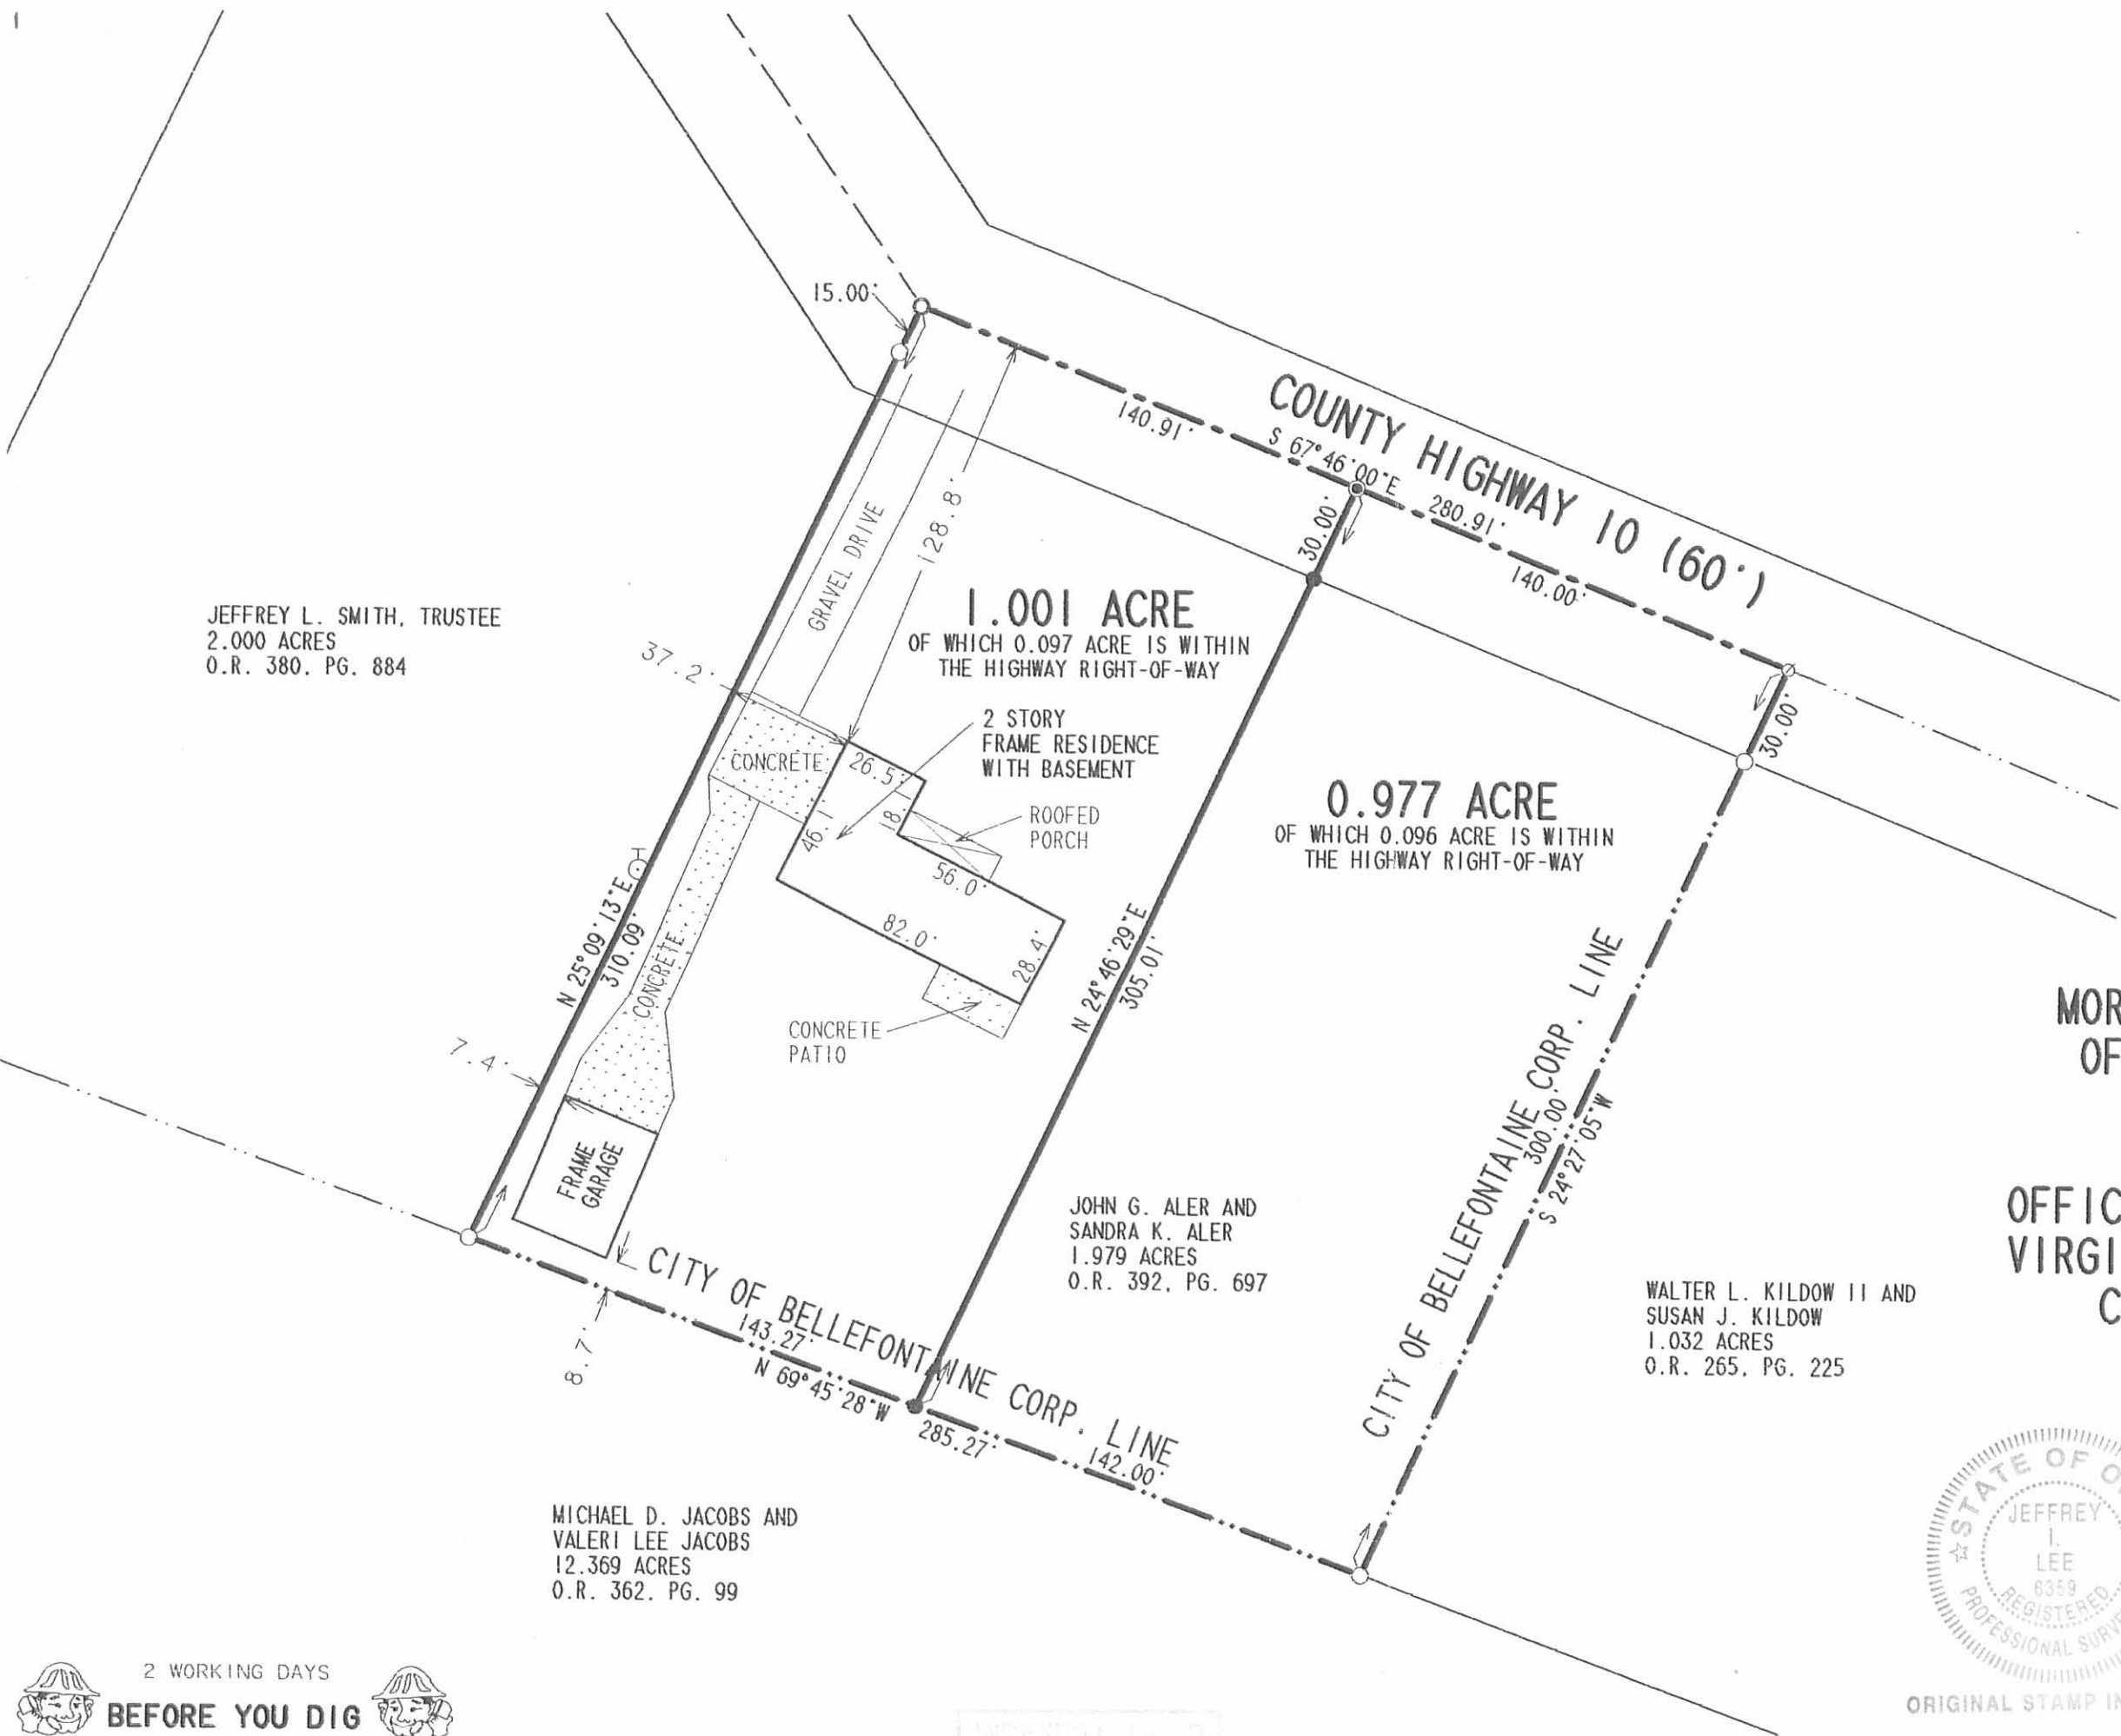 15.00'
COUNTY HIGHWAY 10 (60')
140.91'
S 67°46'00"E
280.91'
140.00'
30.00'
30.00'
GRAVEL DRIVE
128.8'
1.001 ACRE
OF WHICH 0.097 ACRE IS WITHIN
THE HIGHWAY RIGHT-OF-WAY
JEFFREY L. SMITH, TRUSTEE
2.000 ACRES
O.R. 380, PG. 884
37.2'
2 STORY
FRAME RESIDENCE
WITH BASEMENT
CONCRETE
26.5'
18.
ROOFED
PORCH
46.
56.0'
82.0'
28.4'
0.977 ACRE
OF WHICH 0.096 ACRE IS WITHIN
THE HIGHWAY RIGHT-OF-WAY
N 25°09'13"E
310.09'
CONCRETE
CONCRETE
PATIO
N 24°46'29"E
305.01'
CITY OF BELLEFONTAINE CORP. LINE
300.00'
S 24°27'05"W
MOR
OF
7.4'
FRAME
GARAGE
8.7'
CITY OF BELLEFONTAINE CORP. LINE
143.27'
N 69°45'28"W
285.27'
142.00'
JOHN G. ALER AND
SANDRA K. ALER
1.979 ACRES
O.R. 392, PG. 697
OFFIC
VIRGI
C
WALTER L. KILDOW II AND
SUSAN J. KILDOW
1.032 ACRES
O.R. 265, PG. 225
MICHAEL D. JACOBS AND
VALERI LEE JACOBS
12.369 ACRES
O.R. 362, PG. 99
STATE OF O
JEFFREY
I.
LEE
6359
REGISTERED
PROFESSIONAL SURVE
ORIGINAL STAMP IN
2 WORKING DAYS
BEFORE YOU DIG